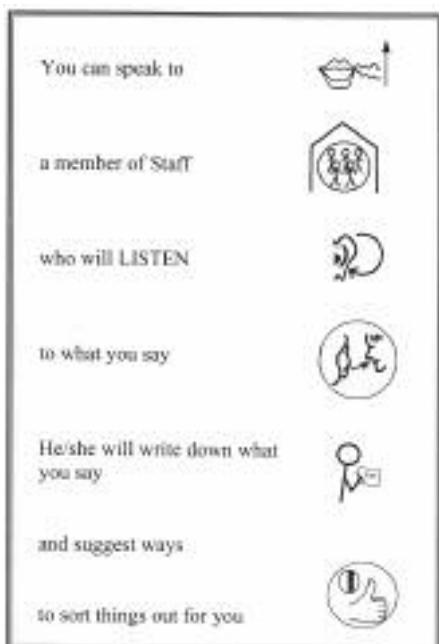 You can speak to
a member of Staff
who will LISTEN
to what you say
He/she will write down what
you say
and suggest ways
to sort things out for you